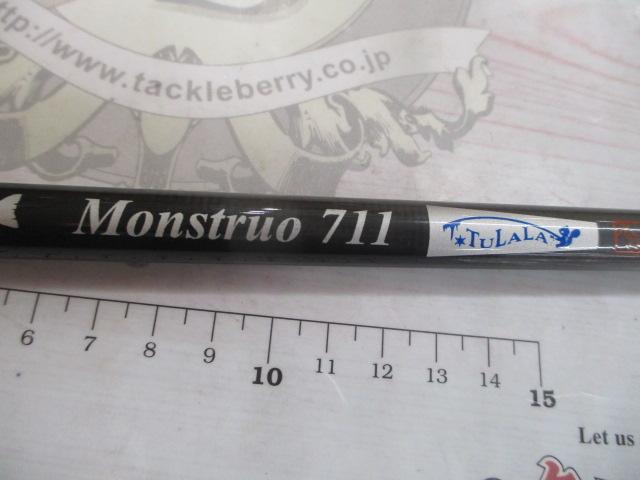 http://www.tackleberry.co.jp
Monstruo 711
T★TULALA
6 7 8 9 10 11 12 13 14 15
Let us